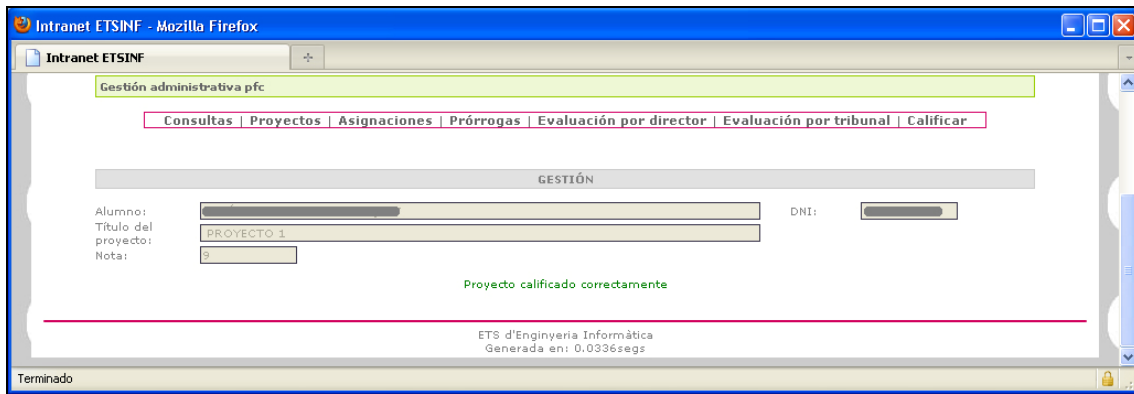 Intranet ETSINF - Mozilla Firefox
Intranet ETSINF
Gestión administrativa pfc
Consultas | Proyectos | Asignaciones | Prórrogas | Evaluación por director | Evaluación por tribunal | Calificar
GESTIÓN
Alumno: DNI:
Título del
proyecto: PROYECTO 1
Nota: 9
Proyecto calificado correctamente
ETS d'Enginyeria Informàtica
Generada en: 0.0336segs
Terminado